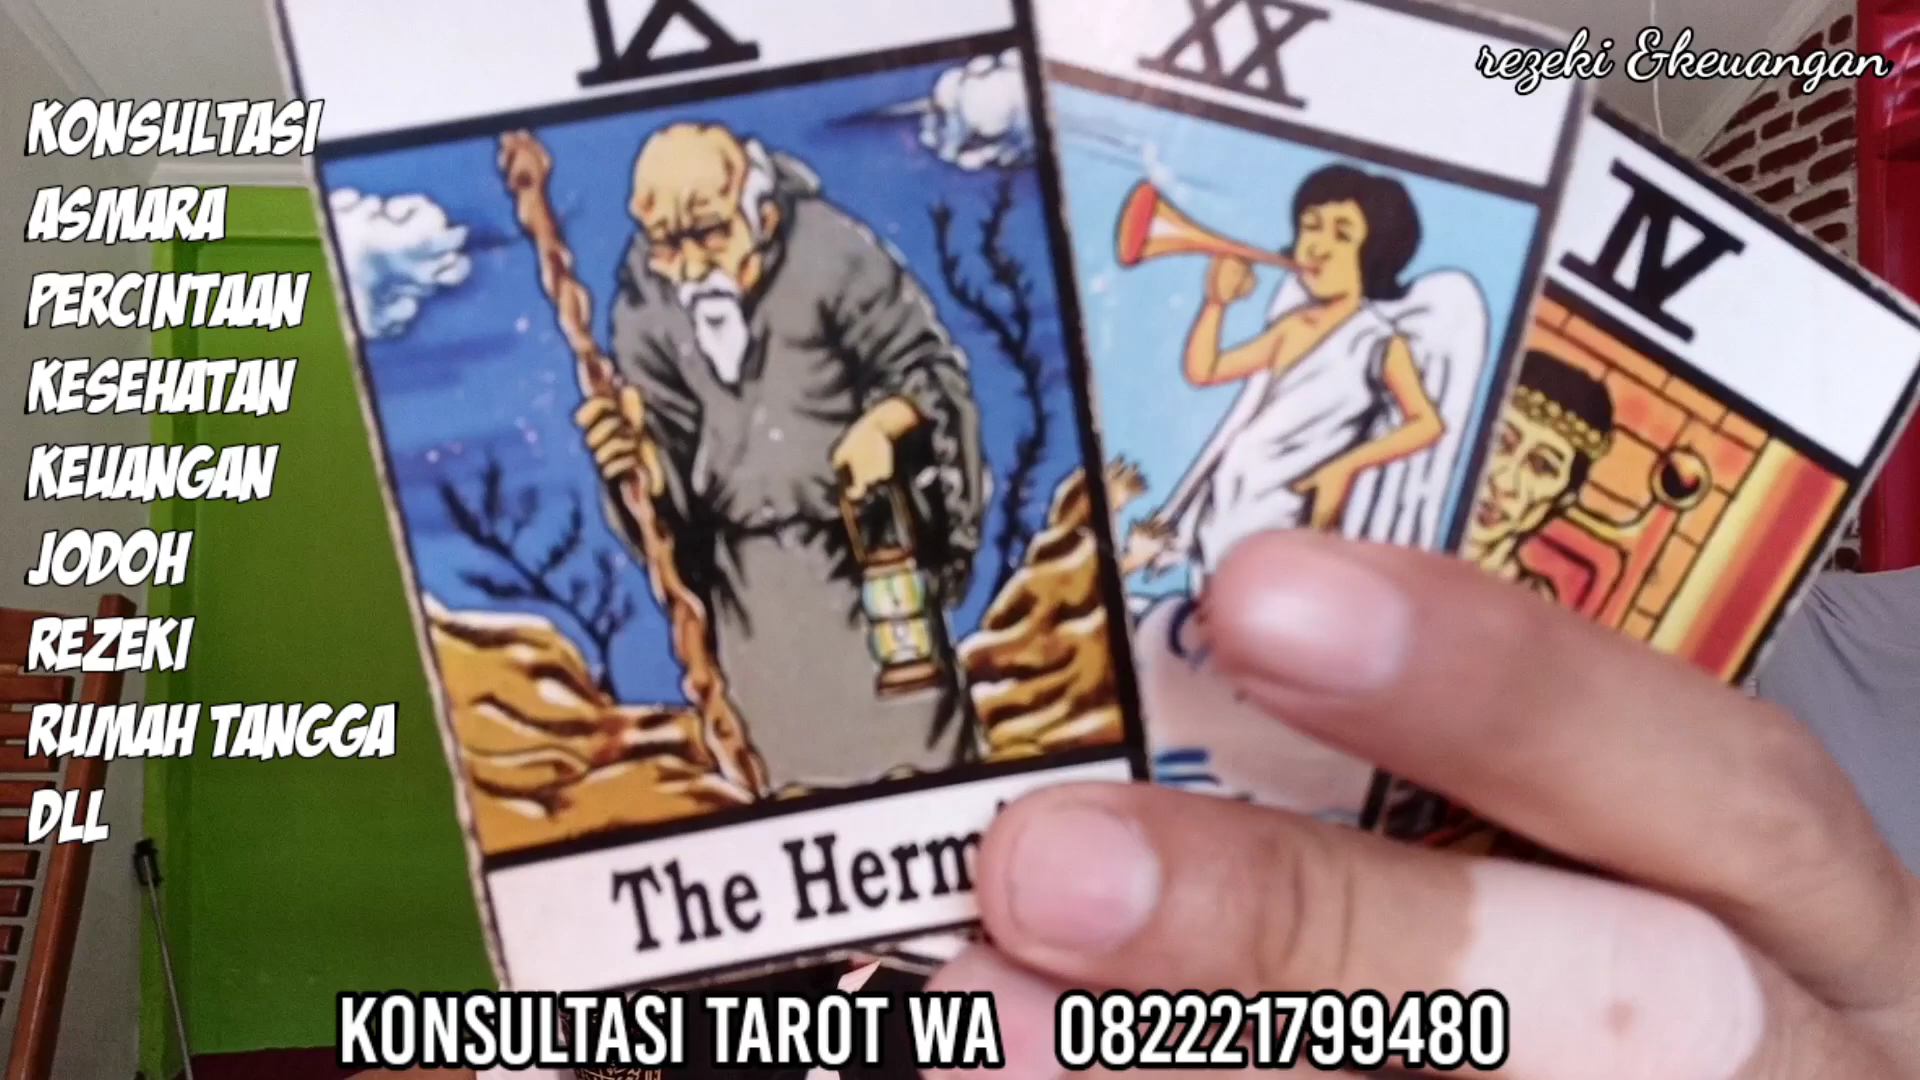 IX
XX
rezeki &keuangan
IV
KONSULTASI
ASMARA
PERCINTAAN
KESEHATAN
KEUANGAN
JODOH
REZEKI
RUMAH TANGGA
DLL
The Herm
KONSULTASI TAROT WA 082221799480